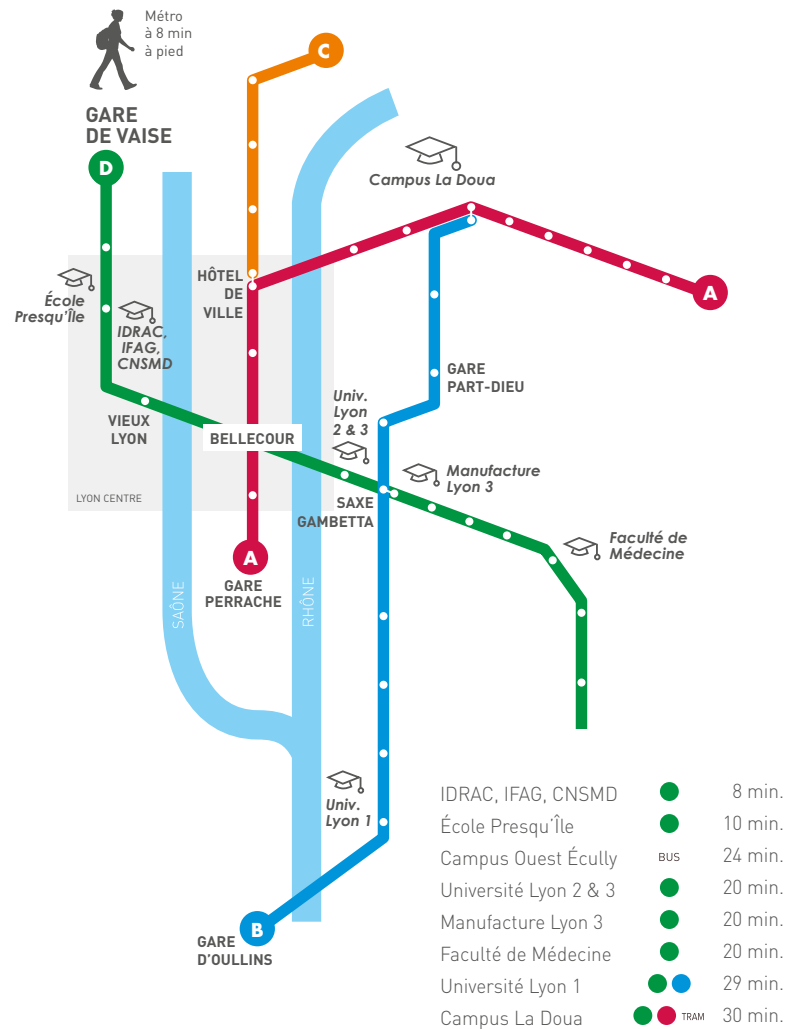 Métro
à 8 min
à pied
C
GARE
DE VAISE
D
Campus La Doua
École
Presqu’Île
IDRAC,
IFAG,
CNSMD
HÔTEL
DE
VILLE
A
GARE
PART-DIEU
Univ.
Lyon
2 & 3
VIEUX
LYON
BELLECOUR
Manufacture
Lyon 3
LYON CENTRE
SAXE
GAMBETTA
Faculté de
Médecine
A
GARE
PERRACHE
SAÔNE
RHÔNE
Univ.
Lyon 1
B
GARE
D’OULLINS
IDRAC, IFAG, CNSMD 8 min.
École Presqu’Île 10 min.
Campus Ouest Écully BUS 24 min.
Université Lyon 2 & 3 20 min.
Manufacture Lyon 3 20 min.
Faculté de Médecine 20 min.
Université Lyon 1 29 min.
Campus La Doua TRAM 30 min.